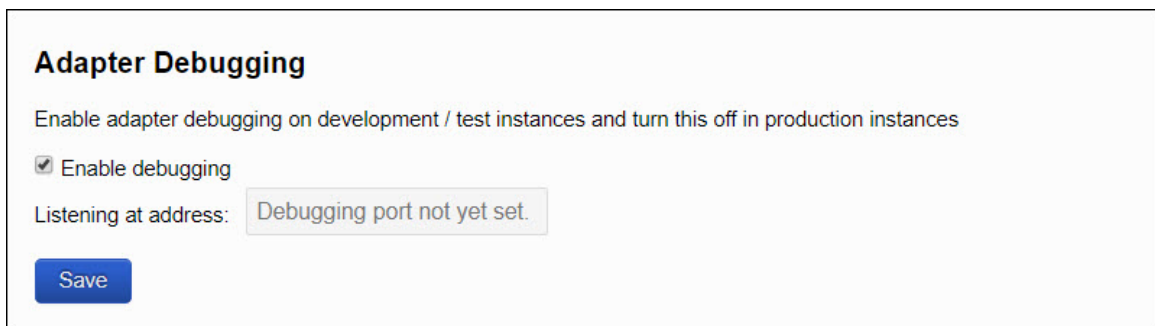 Adapter Debugging
Enable adapter debugging on development / test instances and turn this off in production instances
Enable debugging
Listening at address: Debugging port not yet set.
Save